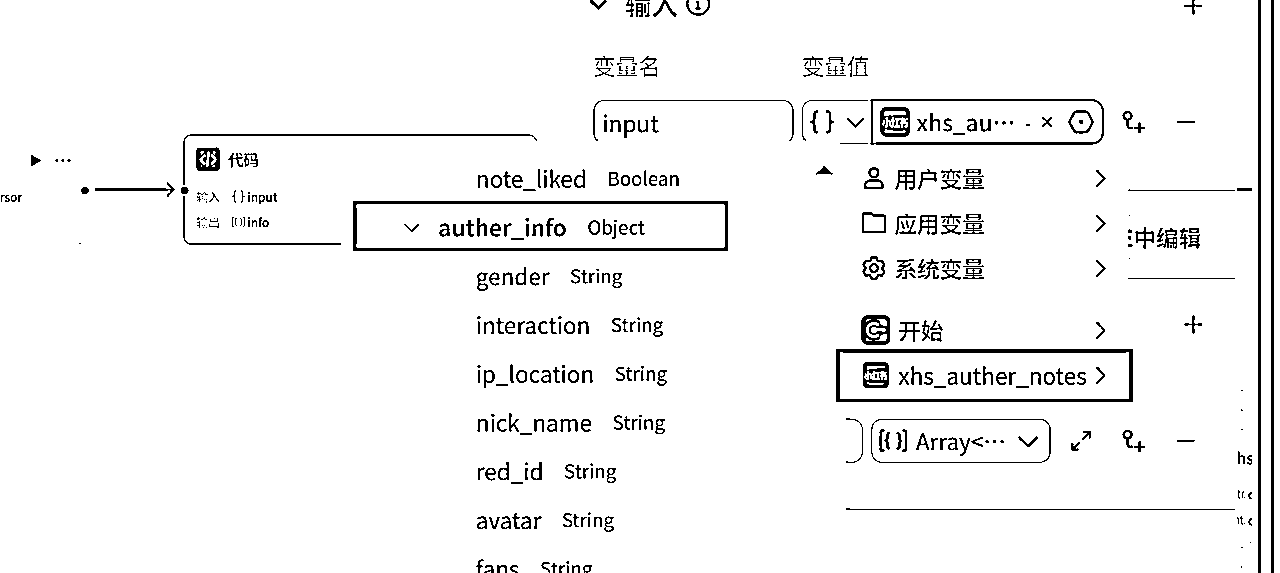 输入
变量名 变量值
input {} xhs_au… - ×
代码
输入 {}input
输出 [{}]info
rsor
note_liked Boolean
auther_info Object
gender String
interaction String
ip_location String
nick_name String
red_id String
avatar String
fans String
用户变量
应用变量
系统变量
开始
xhs_auther_notes
中编辑
[{}] Array<…
hs